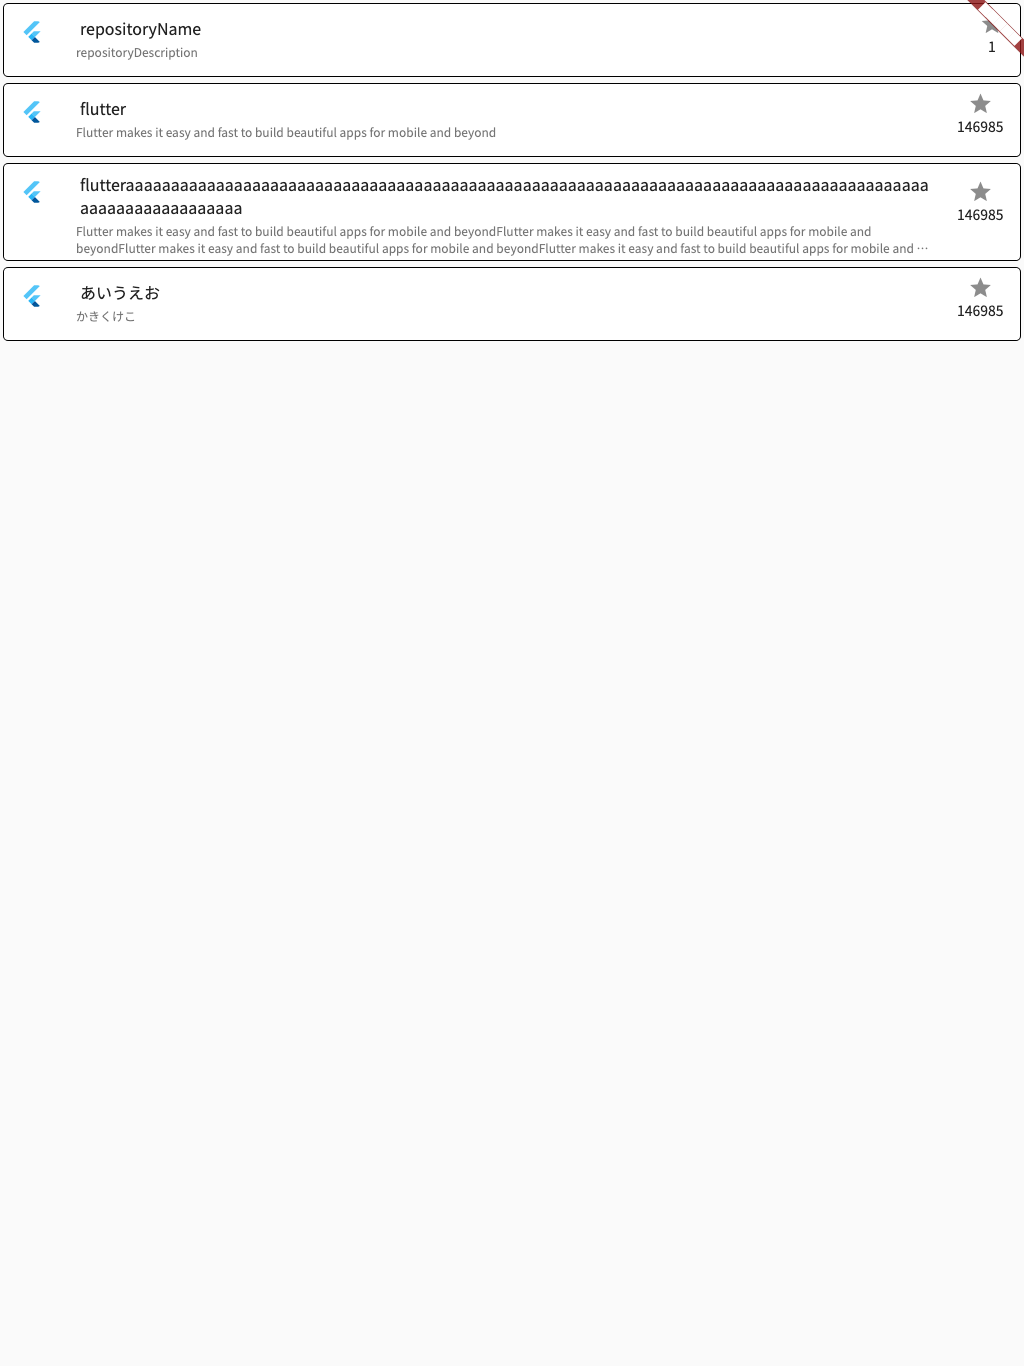 repositoryName
repositoryDescription
1
flutter
Flutter makes it easy and fast to build beautiful apps for mobile and beyond
146985
flutteraaaaaaaaaaaaaaaaaaaaaaaaaaaaaaaaaaaaaaaaaaaaaaaaaaaaaaaaaaaaaaaaaaaaaaaaaaaaaaaaaaaaaaaaa
aaaaaaaaaaaaaaaaaa
Flutter makes it easy and fast to build beautiful apps for mobile and beyondFlutter makes it easy and fast to build beautiful apps for mobile and
beyondFlutter makes it easy and fast to build beautiful apps for mobile and beyondFlutter makes it easy and fast to build beautiful apps for mobile and …
146985
あいうえお
かきくけこ
146985